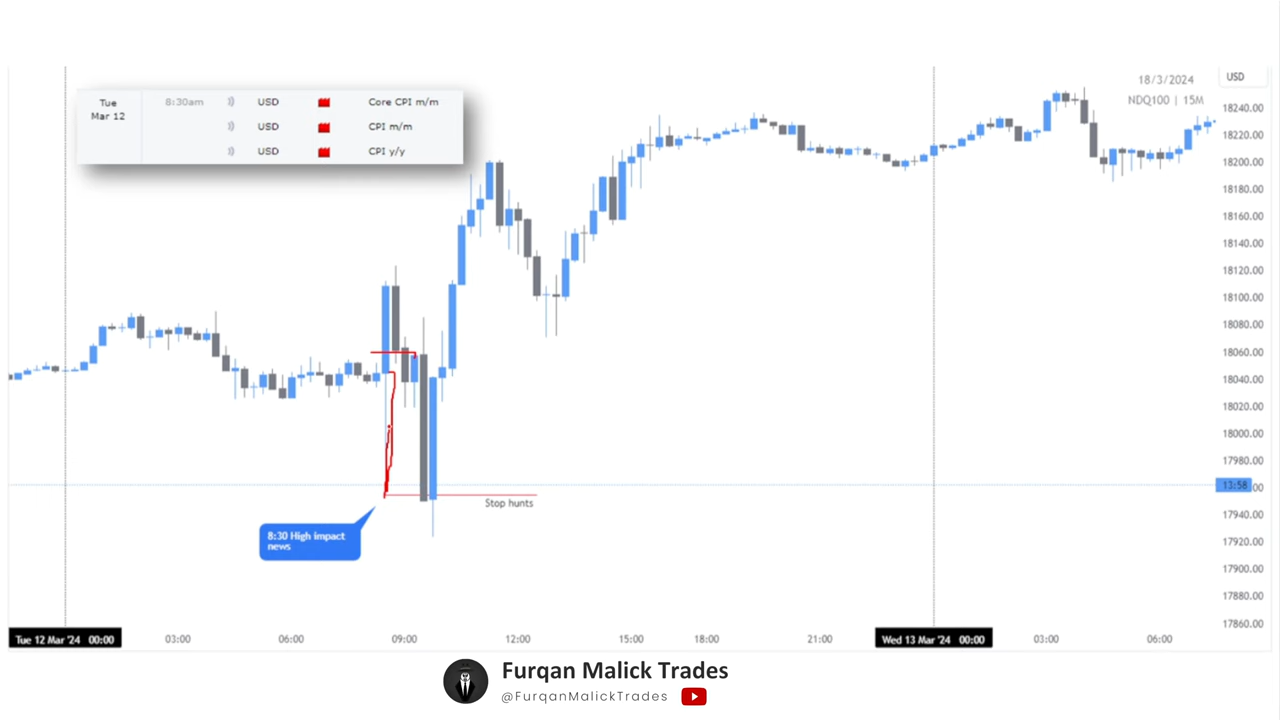 Tue
Mar 12
8:30am USD Core CPI m/m
USD CPI m/m
USD CPI y/y
18/3/2024
NDQ100 | 15M
USD
18240.00
18220.00
18200.00
18180.00
18160.00
18140.00
18120.00
18100.00
18080.00
18060.00
18040.00
18020.00
18000.00
17980.00
13:58
17940.00
17920.00
17900.00
17880.00
17860.00
Stop hunts
8:30 High impact
news
Tue 12 Mar '24 00:00 03:00 06:00 09:00 12:00 15:00 18:00 21:00 Wed 13 Mar '24 00:00 03:00 06:00
Furqan Malick Trades
@FurqanMalickTrades